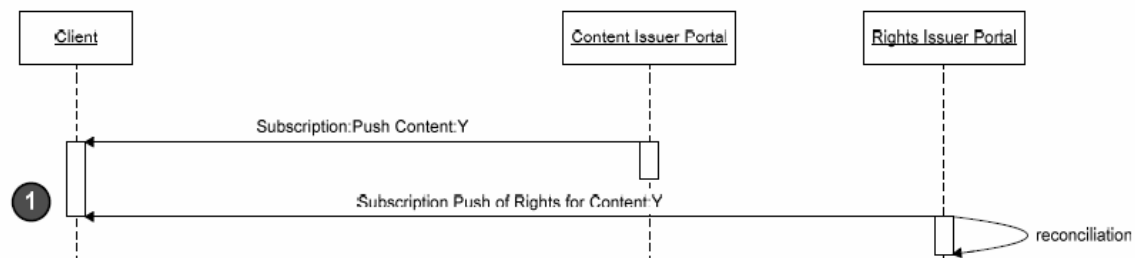 Client
Content Issuer Portal
Rights Issuer Portal
Subscription:Push Content:Y
1
Subscription Push of Rights for Content:Y
reconciliation